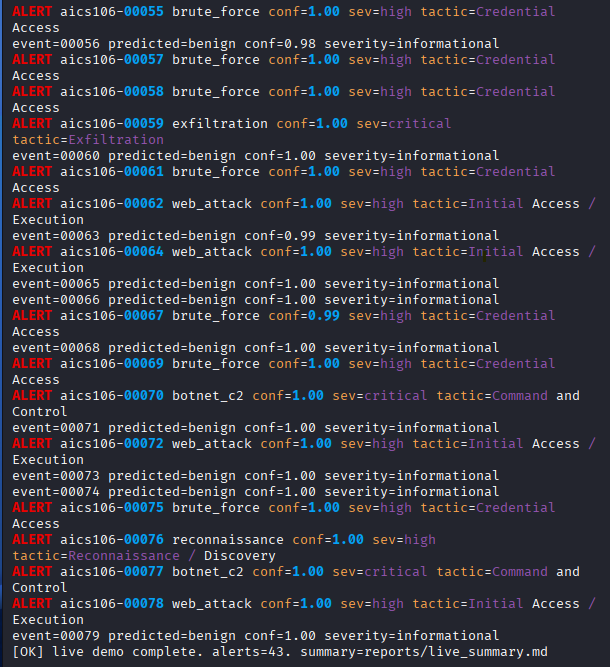 ALERT aics106-00055 brute_force conf=1.00 sev=high tactic=Credential
Access
event=00056 predicted=benign conf=0.98 severity=informational
ALERT aics106-00057 brute_force conf=1.00 sev=high tactic=Credential
Access
ALERT aics106-00058 brute_force conf=1.00 sev=high tactic=Credential
Access
ALERT aics106-00059 exfiltration conf=1.00 sev=critical
tactic=Exfiltration
event=00060 predicted=benign conf=1.00 severity=informational
ALERT aics106-00061 brute_force conf=1.00 sev=high tactic=Credential
Access
ALERT aics106-00062 web_attack conf=1.00 sev=high tactic=Initial Access /
Execution
event=00063 predicted=benign conf=0.99 severity=informational
ALERT aics106-00064 web_attack conf=1.00 sev=high tactic=Initial Access /
Execution
event=00065 predicted=benign conf=1.00 severity=informational
event=00066 predicted=benign conf=1.00 severity=informational
ALERT aics106-00067 brute_force conf=0.99 sev=high tactic=Credential
Access
event=00068 predicted=benign conf=1.00 severity=informational
ALERT aics106-00069 brute_force conf=1.00 sev=high tactic=Credential
Access
ALERT aics106-00070 botnet_c2 conf=1.00 sev=critical tactic=Command and
Control
event=00071 predicted=benign conf=1.00 severity=informational
ALERT aics106-00072 web_attack conf=1.00 sev=high tactic=Initial Access /
Execution
event=00073 predicted=benign conf=1.00 severity=informational
event=00074 predicted=benign conf=1.00 severity=informational
ALERT aics106-00075 brute_force conf=1.00 sev=high tactic=Credential
Access
ALERT aics106-00076 reconnaissance conf=1.00 sev=high
tactic=Reconnaissance / Discovery
ALERT aics106-00077 botnet_c2 conf=1.00 sev=critical tactic=Command and
Control
ALERT aics106-00078 web_attack conf=1.00 sev=high tactic=Initial Access /
Execution
event=00079 predicted=benign conf=1.00 severity=informational
[OK] live demo complete. alerts=43. summary=reports/live_summary.md